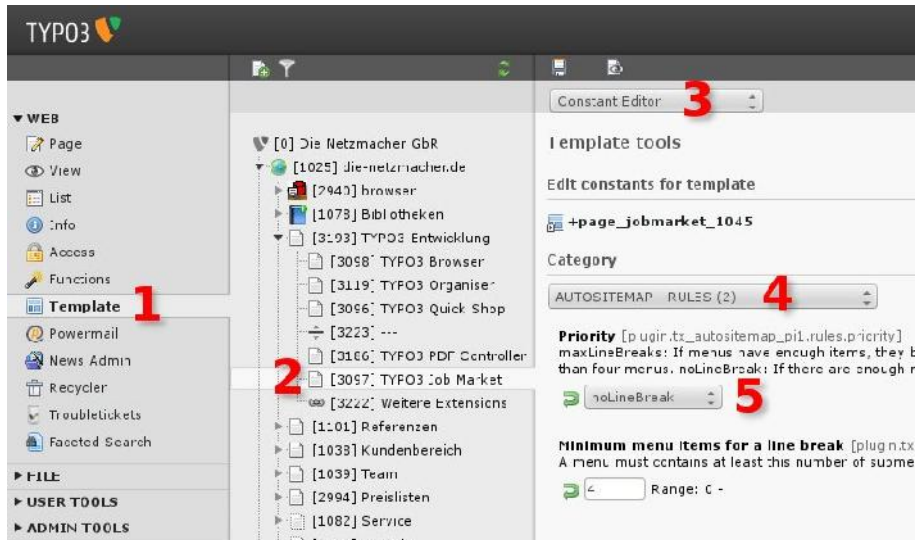 TYPO3
Constant Editor
3
WEB
Page
View
List
Info
Access
Functions
Template
1
Powermail
News Admin
Recycler
Troubletickets
Faceted Search
FILE
USER TOOLS
ADMIN TOOLS
[0] Die Netzmacher GbR
[1025] die-netzmacher.de
[2940] browser
[1078] Bibliotheken
[3193] TYPO3 Entwicklung
[3098] TYPO3 Browser
[3119] TYPO3 Organiser
[3096] TYPO3 Quick Shop
[3223] ---
[3186] TYPO3 PDF Controller
2
[3097] TYPO3 Job Market
[3222] Weitere Extensions
[1101] Referenzen
[1038] Kundenbereich
[1039] Team
[2994] Preislisten
[1082] Service
Template tools
Edit constants for template
+page_jobmarket_1045
Category
AUTOSITEMAP RULES (2)
4
Priority [plugin.tx_autositemap_pi1.rules.priority]
maxLineBreaks: If menus have enough items, they b
than four menus. noLineBreak: If there are enough
noLineBreak
5
Minimum menu items for a line break [plugin.tx
A menu must contains at least this number of subme
Range: 0 -